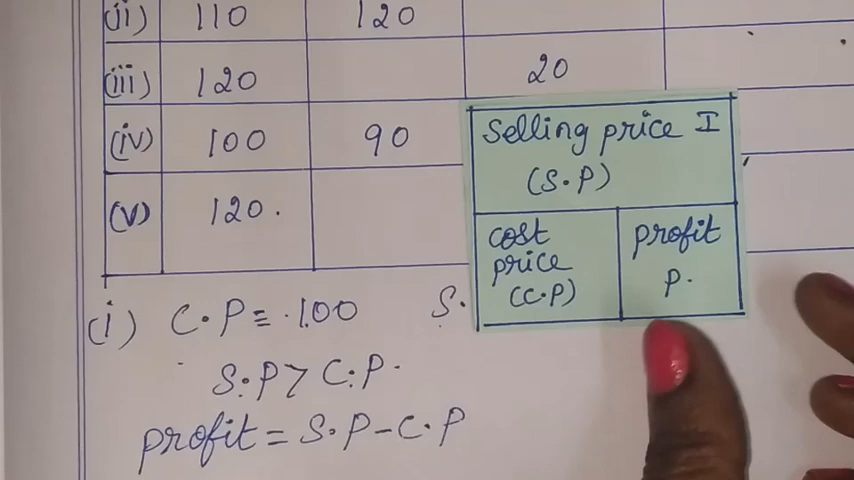 (ii) 110 120
(iii) 120 20
(iv) 100 90
(v) 120.
Selling price I
(S.P)
cost price (C.P)
profit P.
(i) C.P = 100 S.
S.P > C.P.
profit = S.P - C.P